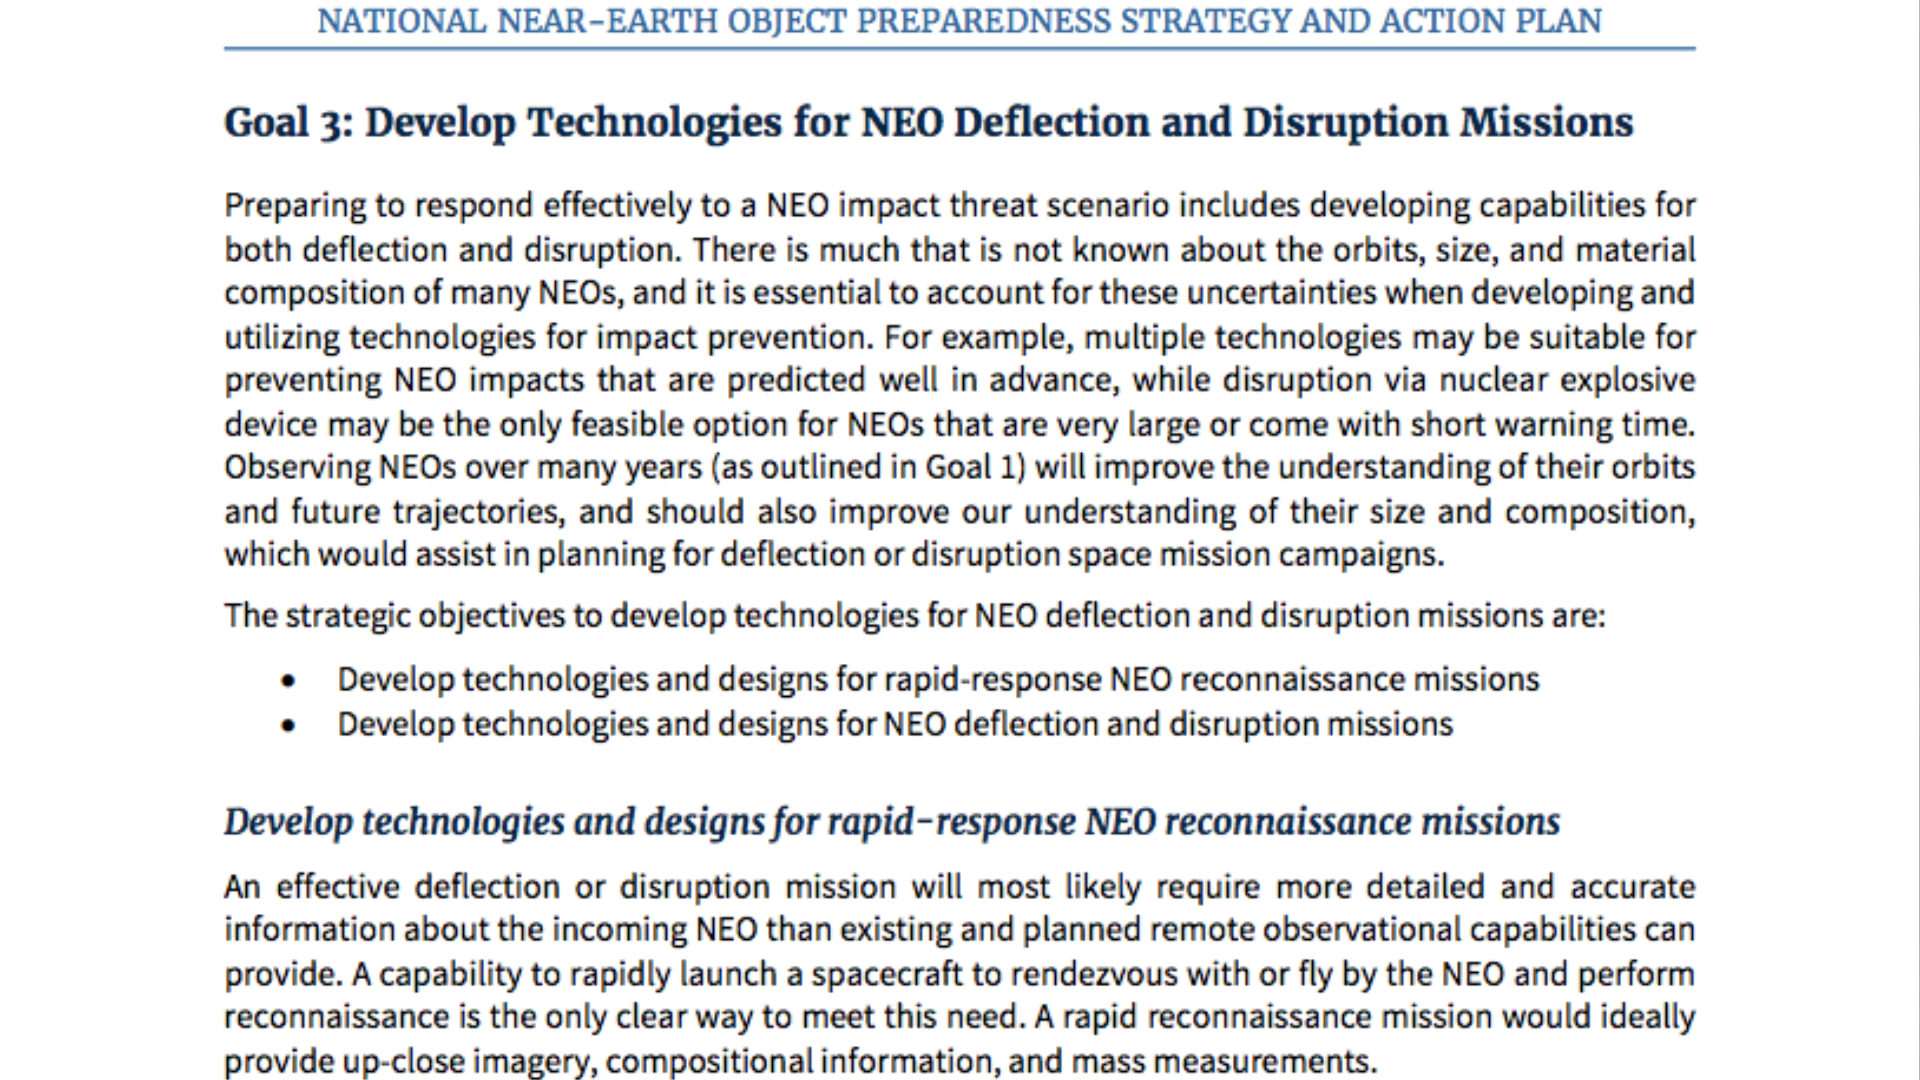 NATIONAL NEAR–EARTH OBJECT PREPAREDNESS STRATEGY AND ACTION PLAN
Goal 3: Develop Technologies for NEO Deflection and Disruption Missions
Preparing to respond effectively to a NEO impact threat scenario includes developing capabilities for
both deflection and disruption. There is much that is not known about the orbits, size, and material
composition of many NEOs, and it is essential to account for these uncertainties when developing and
utilizing technologies for impact prevention. For example, multiple technologies may be suitable for
preventing NEO impacts that are predicted well in advance, while disruption via nuclear explosive
device may be the only feasible option for NEOs that are very large or come with short warning time.
Observing NEOs over many years (as outlined in Goal 1) will improve the understanding of their orbits
and future trajectories, and should also improve our understanding of their size and composition,
which would assist in planning for deflection or disruption space mission campaigns.
The strategic objectives to develop technologies for NEO deflection and disruption missions are:
• Develop technologies and designs for rapid-response NEO reconnaissance missions
• Develop technologies and designs for NEO deflection and disruption missions
Develop technologies and designs for rapid–response NEO reconnaissance missions
An effective deflection or disruption mission will most likely require more detailed and accurate
information about the incoming NEO than existing and planned remote observational capabilities can
provide. A capability to rapidly launch a spacecraft to rendezvous with or fly by the NEO and perform
reconnaissance is the only clear way to meet this need. A rapid reconnaissance mission would ideally
provide up-close imagery, compositional information, and mass measurements.